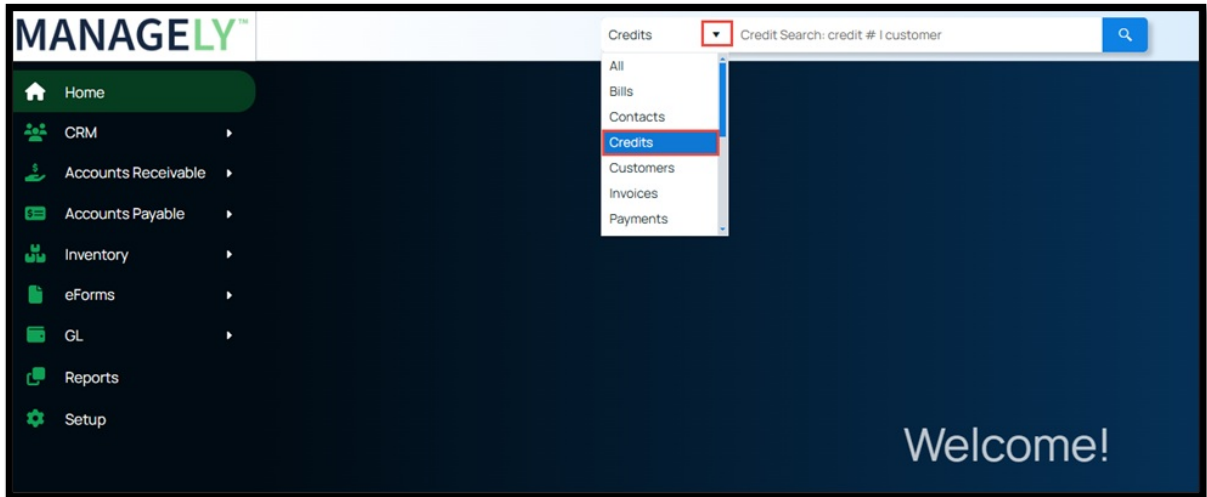 MANAGELY™
Credits
Credit Search: credit # | customer
All
Bills
Contacts
Credits
Customers
Invoices
Payments
Home
CRM
Accounts Receivable
Accounts Payable
Inventory
eForms
GL
Reports
Setup
Welcome!